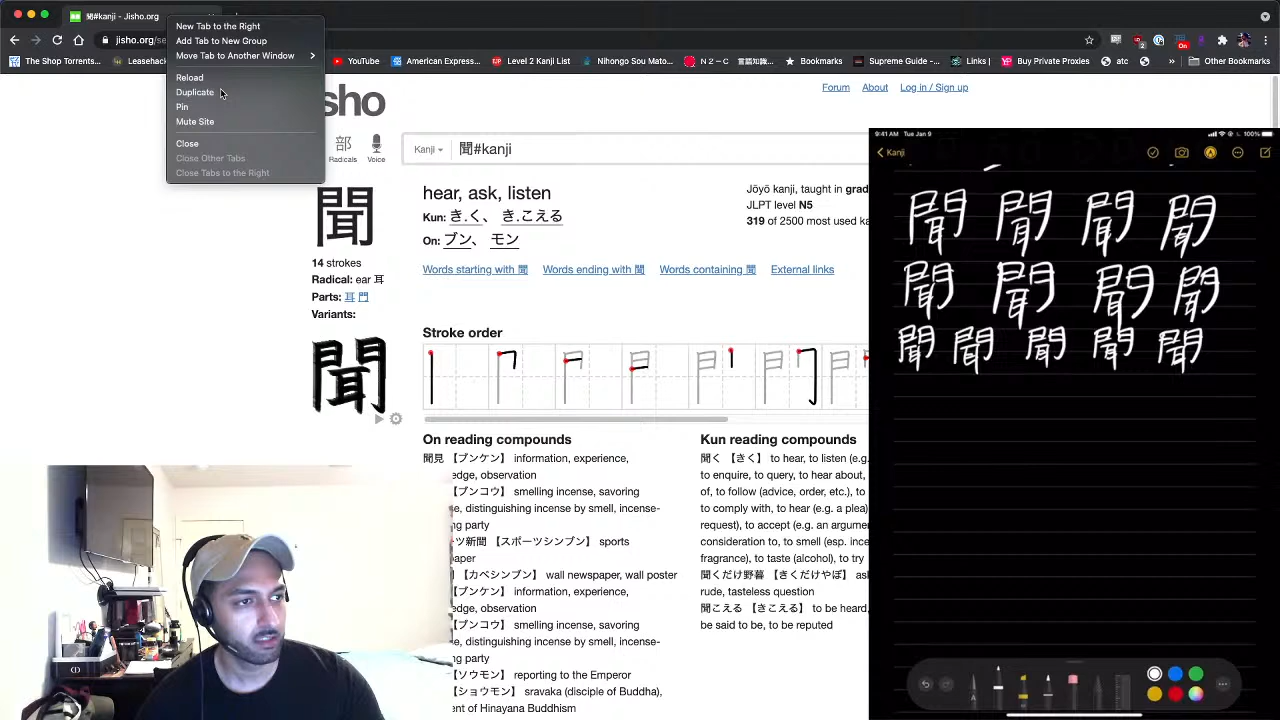 聞#kanji - Jisho.org
New Tab to the Right
Add Tab to New Group
Move Tab to Another Window
Reload
Duplicate
Pin
Mute Site
Close
Close Other Tabs
Close Tabs to the Right
jisho.org/se
The Shop Torrents...
Leasehack
YouTube
American Express...
Level 2 Kanji List
Nihongo Sou Mato...
N 2 – C
言語知識...
Bookmarks
Supreme Guide -...
Links |
Buy Private Proxies
Other Bookmarks
sho
Forum
About
Log in / Sign up
部
Radicals
Voice
Kanji
聞#kanji
聞
14 strokes
Radical: ear 耳
Parts: 耳 門
Variants:
聞
hear, ask, listen
Kun: き.く、 き.こえる
On: ブン、 モン
Jōyō kanji, taught in grad
JLPT level N5
319 of 2500 most used ka
Words starting with 聞
Words ending with 聞
Words containing 聞
External links
Stroke order
On reading compounds
聞見 【ブンケン】 information, experience,
edge, observation
【ブンコウ】 smelling incense, savoring
, distinguishing incense by smell, incense-
ng party
ツ新聞 【スポーツシンブン】 sports
aper
【カベシンブン】 wall newspaper, wall poster
【ブンケン】 information, experience,
edge, observation
【ブンコウ】 smelling incense, savoring
e, distinguishing incense by smell, incense-
ng party
【ソウモン】 reporting to the Emperor
【ショウモン】 sravaka (disciple of Buddha),
ent of Hinayana Buddhism
Kun reading compounds
聞く 【きく】 to hear, to listen (e.g.
to enquire, to query, to hear about,
of, to follow (advice, order, etc.), to
to comply with, to hear (e.g. a plea)
request), to accept (e.g. an argume
consideration to, to smell (esp. ince
fragrance), to taste (alcohol), to try
聞くだけ野暮 【きくだけやぼ】 as
rude, tasteless question
聞こえる 【きこえる】 to be heard,
be said to be, to be reputed
9:41 AM Tue Jan 9
100%
Kanji
聞 聞 聞 聞
聞 聞 聞 聞
聞 聞 聞 聞 聞